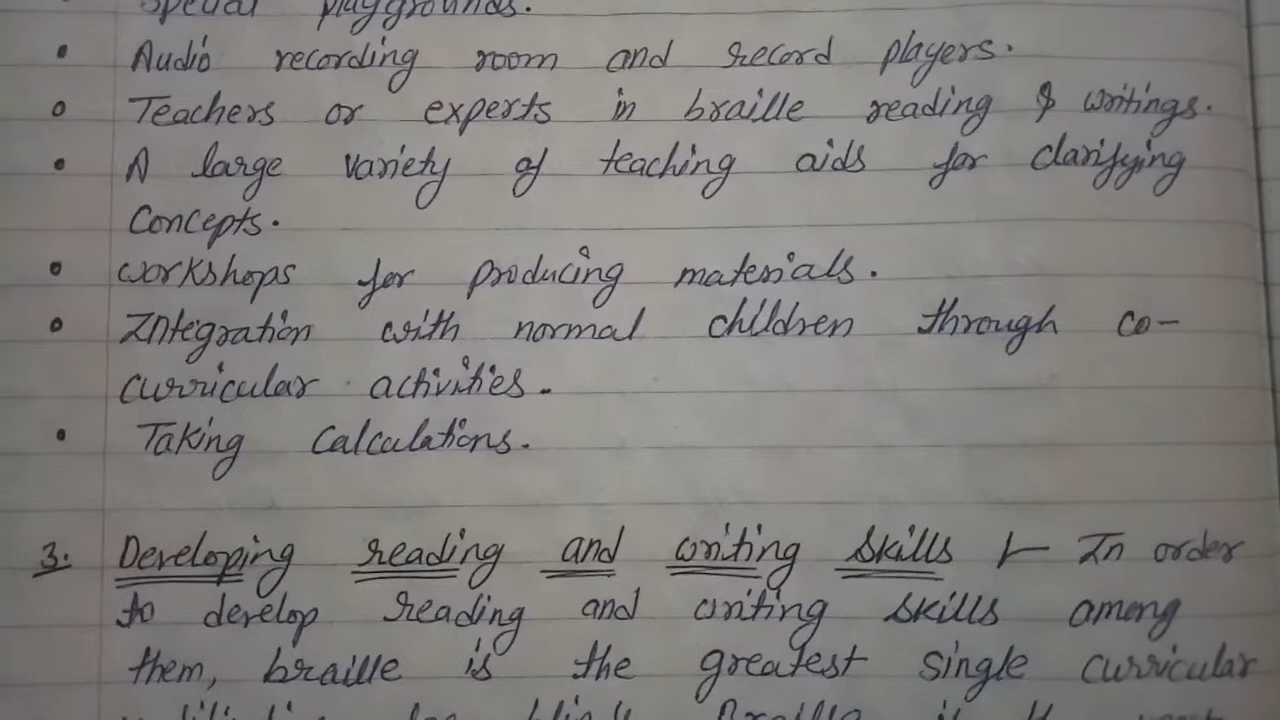 Special playgrounds.
• Audio recording room and record players.
• Teachers or experts in braille reading & writings.
• A large variety of teaching aids for clarifying
Concepts.
• workshops for producing materials.
• Integration with normal children through co-
curricular activities.
• Taking Calculations.
3. Developing reading and writing skills :- In order
to develop reading and writing skills among
them, braille is the greatest single curricular